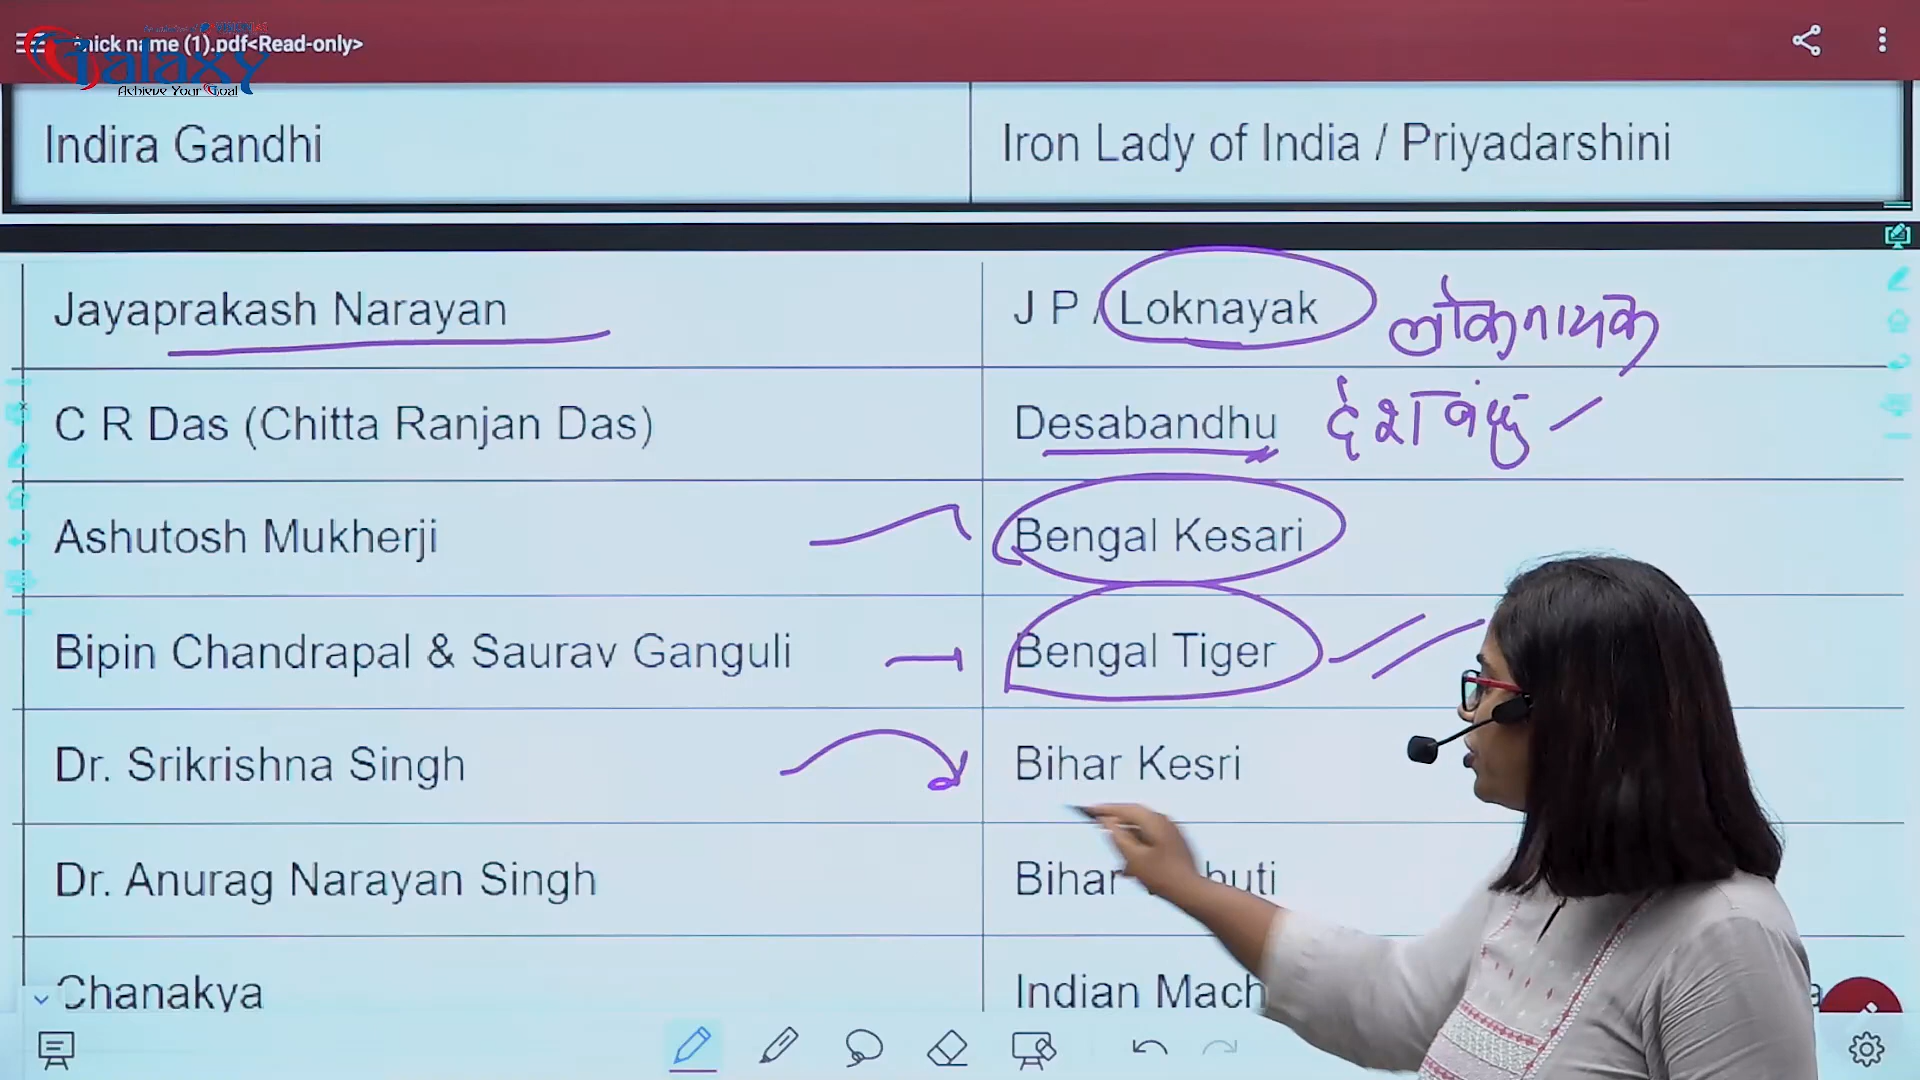 nick name (1).pdf<Read-only>
Galaxy
Achieve Your Goal
Indira Gandhi Iron Lady of India / Priyadarshini
Jayaprakash Narayan J P / Loknayak लोकनायक
C R Das (Chitta Ranjan Das) Desabandhu देशबंधु
Ashutosh Mukherji Bengal Kesari
Bipin Chandrapal & Saurav Ganguli Bengal Tiger
Dr. Srikrishna Singh Bihar Kesri
Dr. Anurag Narayan Singh Bihar
Chanakya Indian